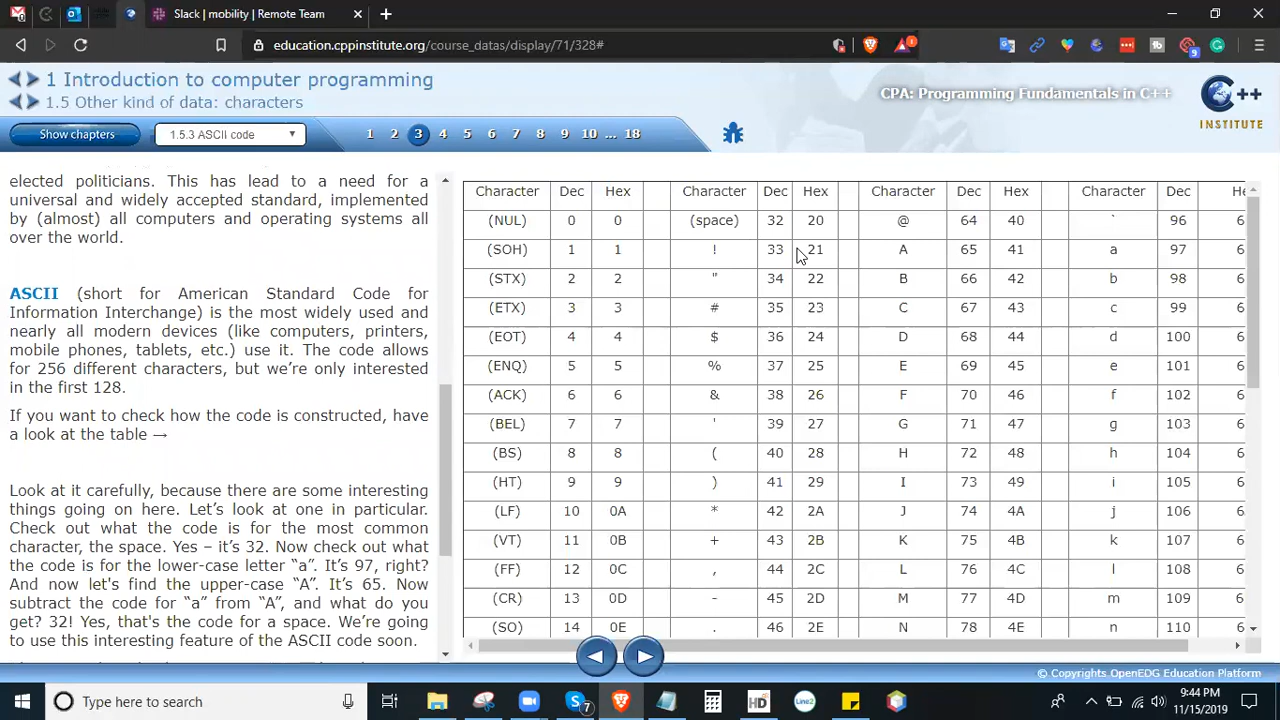 Slack | mobility | Remote Team
education.cppinstitute.org/course_datas/display/71/328#
1 Introduction to computer programming
1.5 Other kind of data: characters
CPA: Programming Fundamentals in C++
C++
INSTITUTE
Show chapters
1.5.3 ASCII code
1 2 3 4 5 6 7 8 9 10 ... 18
elected politicians. This has lead to a need for a
universal and widely accepted standard, implemented
by (almost) all computers and operating systems all
over the world.
ASCII (short for American Standard Code for
Information Interchange) is the most widely used and
nearly all modern devices (like computers, printers,
mobile phones, tablets, etc.) use it. The code allows
for 256 different characters, but we're only interested
in the first 128.
If you want to check how the code is constructed, have
a look at the table →
Look at it carefully, because there are some interesting
things going on here. Let's look at one in particular.
Check out what the code is for the most common
character, the space. Yes – it's 32. Now check out what
the code is for the lower-case letter "a". It's 97, right?
And now let's find the upper-case "A". It's 65. Now
subtract the code for "a" from "A", and what do you
get? 32! Yes, that's the code for a space. We're going
to use this interesting feature of the ASCII code soon.
Character Dec Hex Character Dec Hex Character Dec Hex Character Dec He
(NUL) 0 0 (space) 32 20 @ 64 40 ` 96 6
(SOH) 1 1 ! 33 21 A 65 41 a 97 6
(STX) 2 2 " 34 22 B 66 42 b 98 6
(ETX) 3 3 # 35 23 C 67 43 c 99 6
(EOT) 4 4 $ 36 24 D 68 44 d 100 6
(ENQ) 5 5 % 37 25 E 69 45 e 101 6
(ACK) 6 6 & 38 26 F 70 46 f 102 6
(BEL) 7 7 ' 39 27 G 71 47 g 103 6
(BS) 8 8 ( 40 28 H 72 48 h 104 6
(HT) 9 9 ) 41 29 I 73 49 i 105 6
(LF) 10 0A * 42 2A J 74 4A j 106 6
(VT) 11 0B + 43 2B K 75 4B k 107 6
(FF) 12 0C , 44 2C L 76 4C l 108 6
(CR) 13 0D - 45 2D M 77 4D m 109 6
(SO) 14 0E . 46 2E N 78 4E n 110 6
© Copyrights OpenEDG Education Platform
Type here to search
7
HD
Line2
9:44 PM
11/15/2019